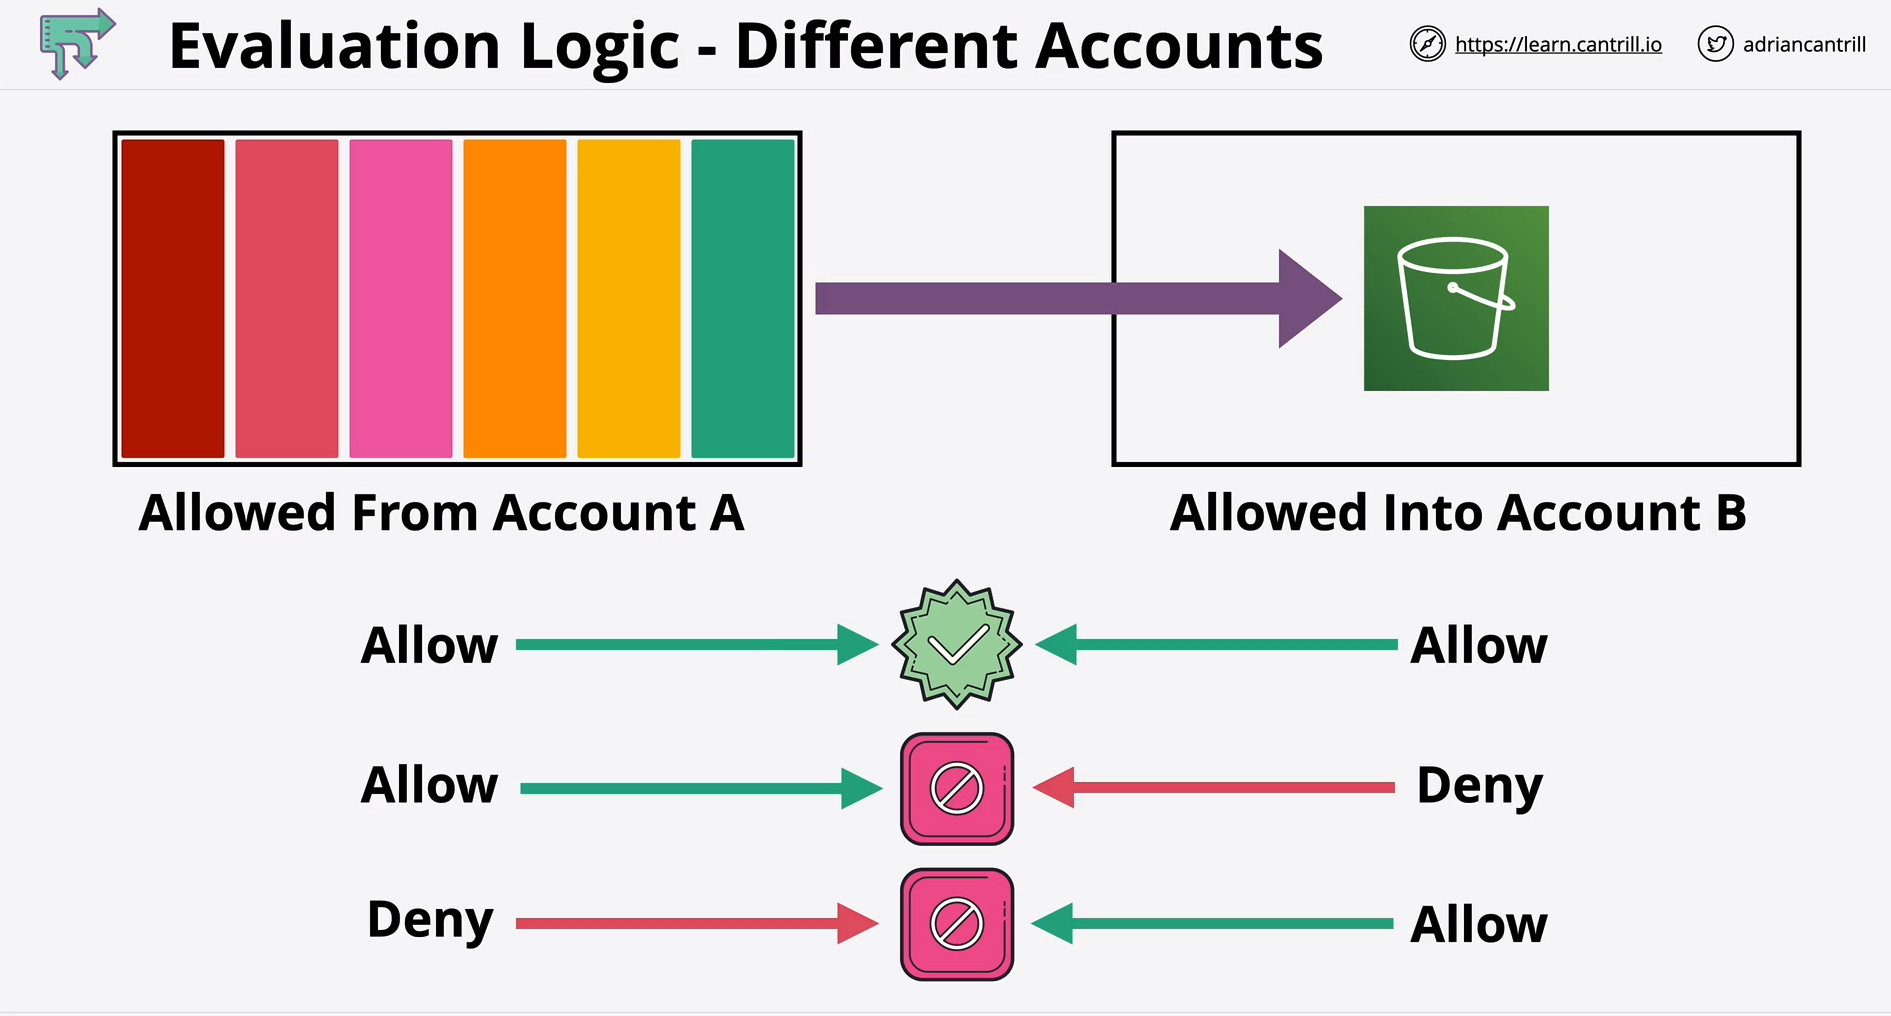 Evaluation Logic - Different Accounts
https://learn.cantrill.io
adriancantrill
Allowed From Account A
Allowed Into Account B
Allow
Allow
Allow
Deny
Deny
Allow